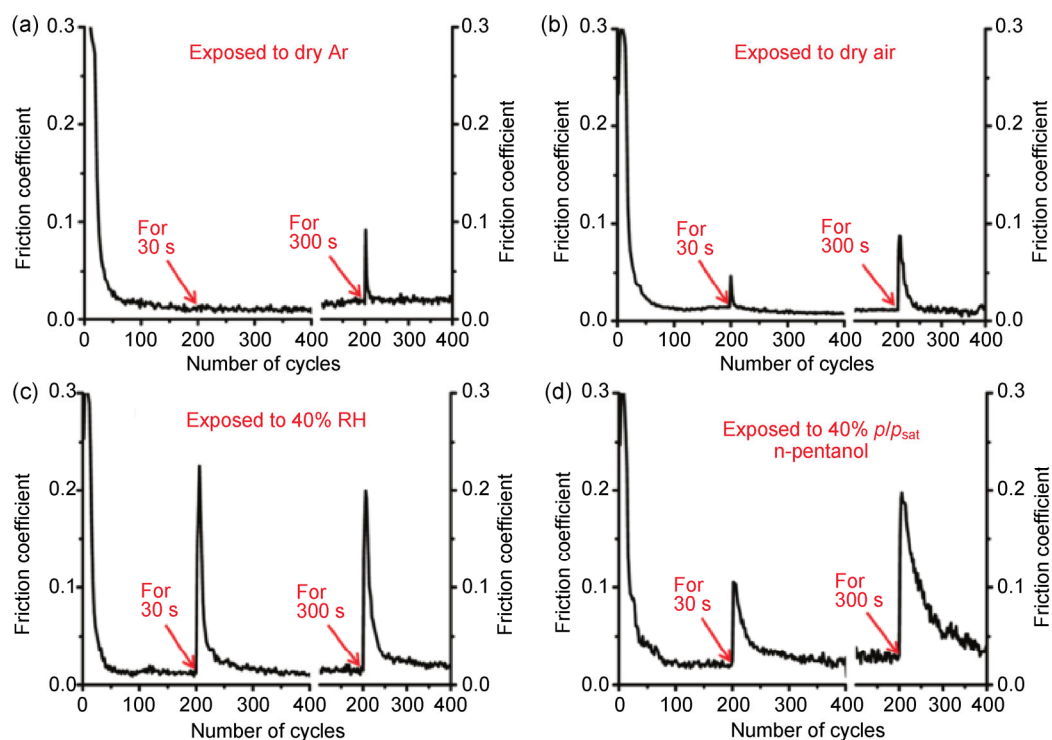 (a)
Exposed to dry Ar
Friction coefficient
0.3
0.2
0.1
0.0
For
30 s
For
300 s
0.3
0.2
0.1
0.0
Friction coefficient
0 100 200 300 400 200 300 400
Number of cycles
(b)
Exposed to dry air
Friction coefficient
0.3
0.2
0.1
0.0
For
30 s
For
300 s
0.3
0.2
0.1
0.0
Friction coefficient
0 100 200 300 400 200 300 400
Number of cycles
(c)
Exposed to 40% RH
Friction coefficient
0.3
0.2
0.1
0.0
For
30 s
For
300 s
0.3
0.2
0.1
0.0
Friction coefficient
0 100 200 300 400 200 300 400
Number of cycles
(d)
Exposed to 40% p/psat
n-pentanol
Friction coefficient
0.3
0.2
0.1
0.0
For
30 s
For
300 s
0.3
0.2
0.1
0.0
Friction coefficient
0 100 200 300 400 200 300 400
Number of cycles